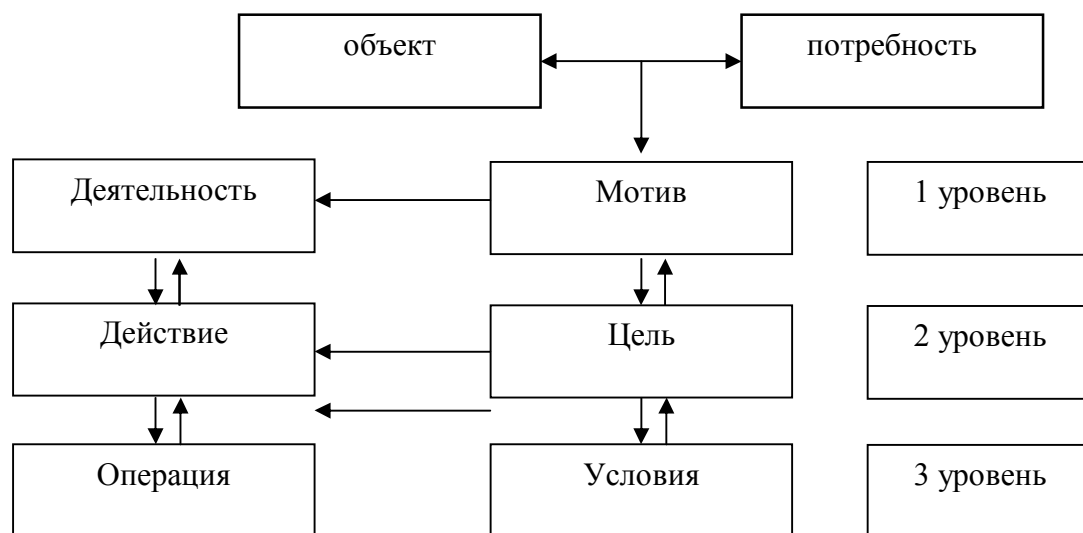 объект
потребность
Деятельность
Мотив
1 уровень
Действие
Цель
2 уровень
Операция
Условия
3 уровень